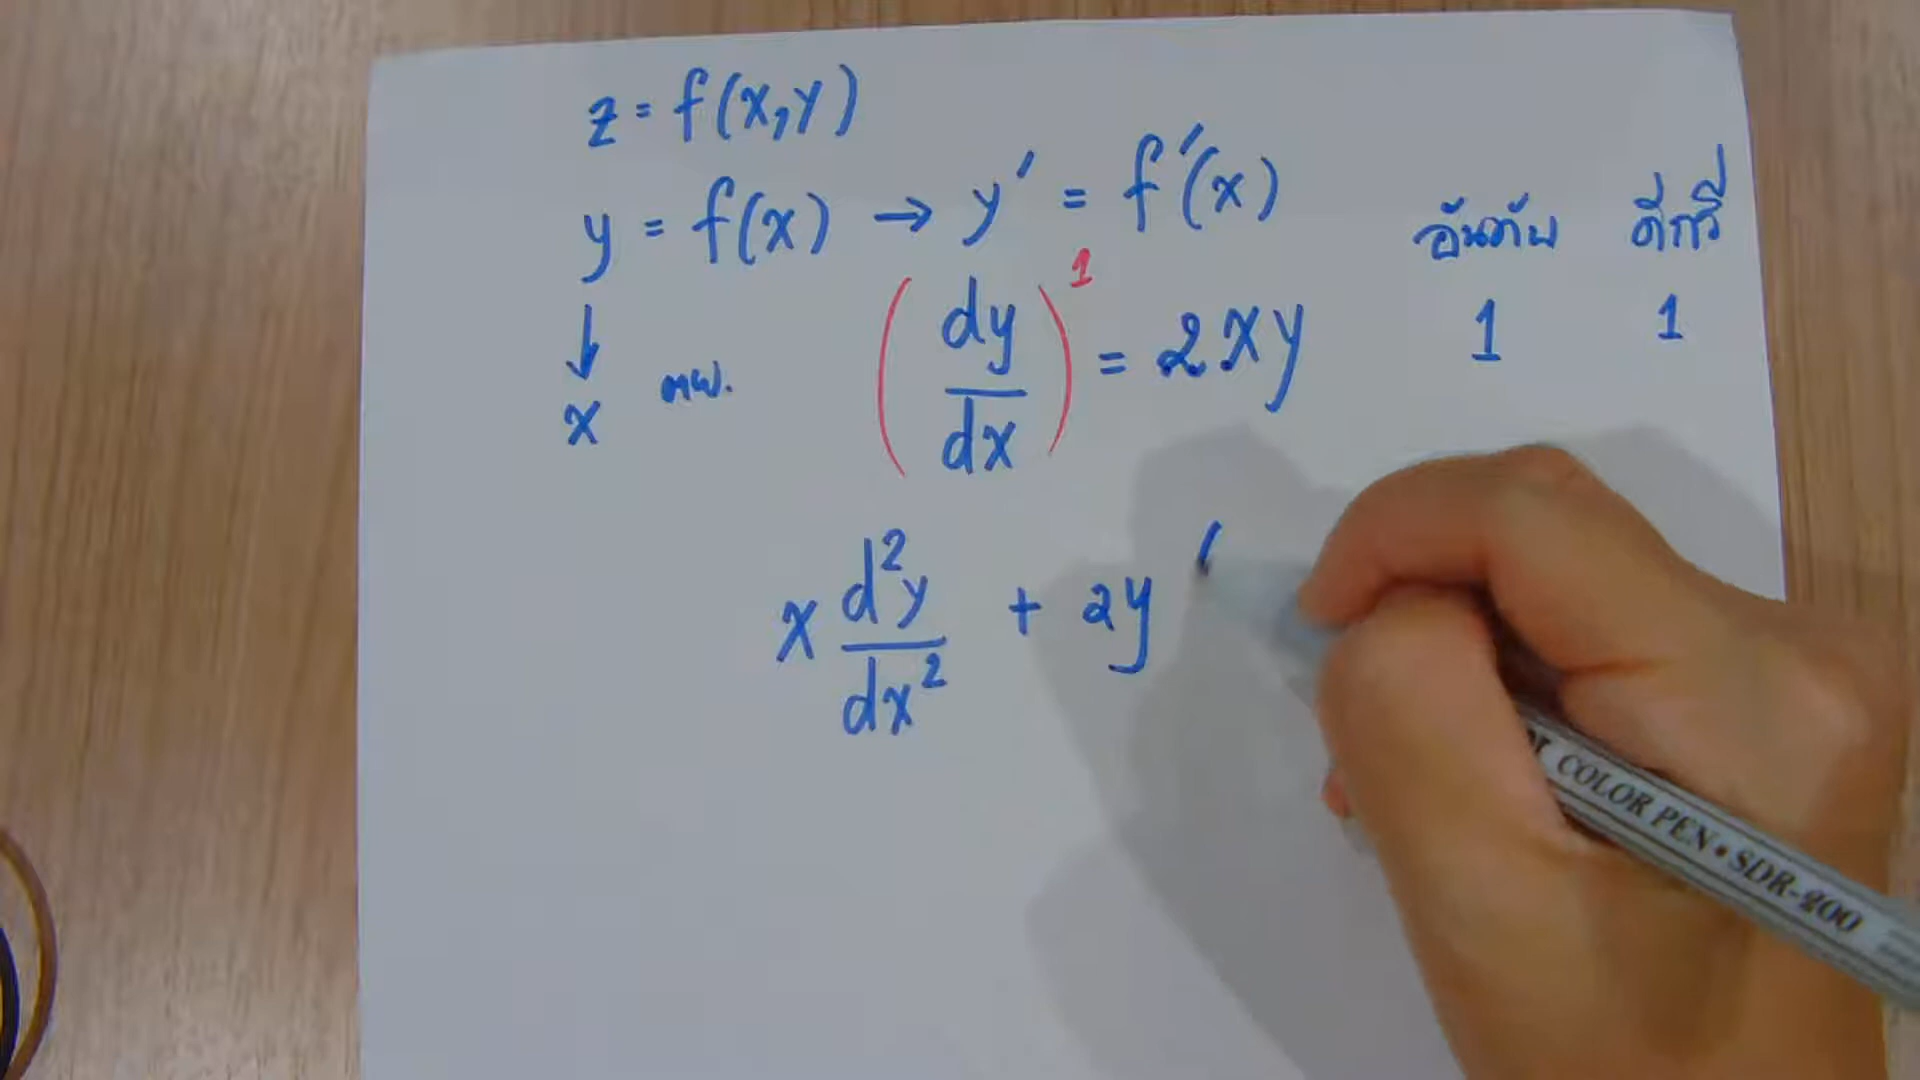 z = f(x,y)
y = f(x) → y′ = f′(x)
อันดับ ดีกรี
↓
x ตพ.
(dy/dx)¹ = 2xy 1 1
x d²y/dx² + 2y (
COLOR PEN • SDR-200